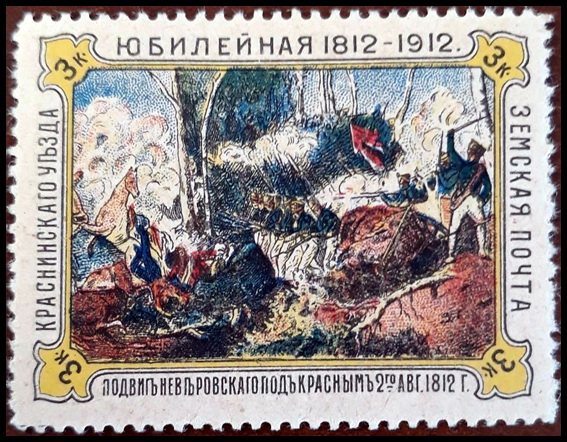 ЮБИЛЕЙНАЯ 1812-1912.
3К.
3К.
КРАСНИНСКАГО УѢЗДА
ЗЕМСКАЯ ПОЧТА
3К
3К
ПОДВИГЪ НЕВѢРОВСКАГО ПОДЪ КРАСНЫМЪ 2ГО АВГ. 1812 Г.